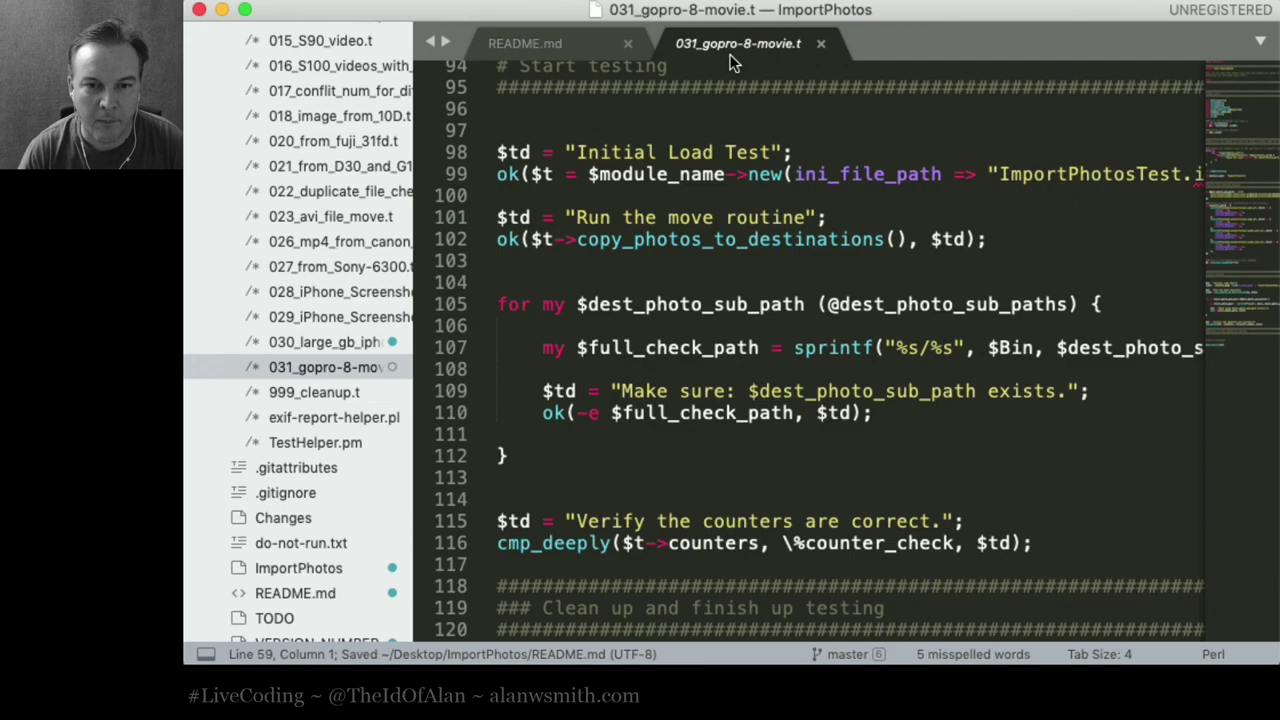 031_gopro-8-movie.t — ImportPhotos
UNREGISTERED
README.md
031_gopro-8-movie.t
015_S90_video.t
016_S100_videos_with_
017_conflit_num_for_dif
018_image_from_10D.t
020_from_fuji_31fd.t
021_from_D30_and_G1
022_duplicate_file_che
023_avi_file_move.t
026_mp4_from_canon_
027_from_Sony-6300.t
028_iPhone_Screensho
029_iPhone_Screensho
030_large_gb_iph
031_gopro-8-mov
999_cleanup.t
exif-report-helper.pl
TestHelper.pm
.gitattributes
.gitignore
Changes
do-not-run.txt
ImportPhotos
README.md
TODO
VERSION_NUMBER
94 # Start testing
95 ################################################################
96
97
98 $td = "Initial Load Test";
99 ok($t = $module_name->new(ini_file_path => "ImportPhotosTest.i
100
101 $td = "Run the move routine";
102 ok($t->copy_photos_to_destinations(), $td);
103
104
105 for my $dest_photo_sub_path (@dest_photo_sub_paths) {
106
107 my $full_check_path = sprintf("%s/%s", $Bin, $dest_photo_s
108
109 $td = "Make sure: $dest_photo_sub_path exists.";
110 ok(-e $full_check_path, $td);
111
112 }
113
114
115 $td = "Verify the counters are correct.";
116 cmp_deeply($t->counters, \%counter_check, $td);
117
118 ################################################################
119 ### Clean up and finish up testing
120 ################################################################
Line 59, Column 1; Saved ~/Desktop/ImportPhotos/README.md (UTF-8)
master 6
5 misspelled words
Tab Size: 4
Perl
#LiveCoding ~ @TheIdOfAlan ~ alanwsmith.com